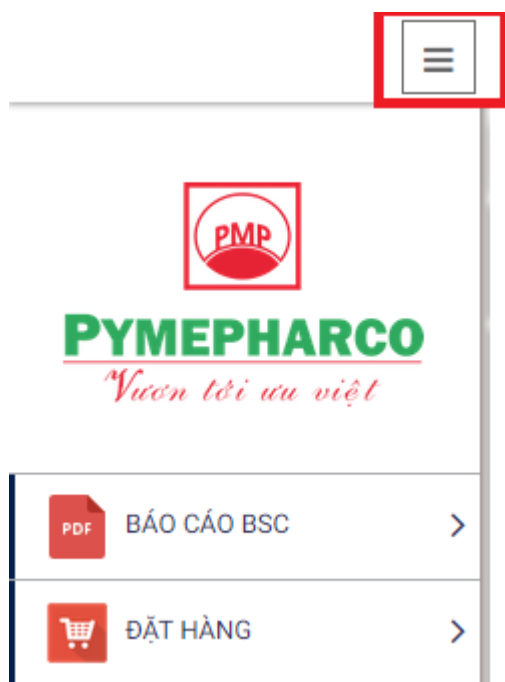 PMP
PYMEPHARCO
Vươn tới ưu việt
PDF BÁO CÁO BSC
ĐẶT HÀNG